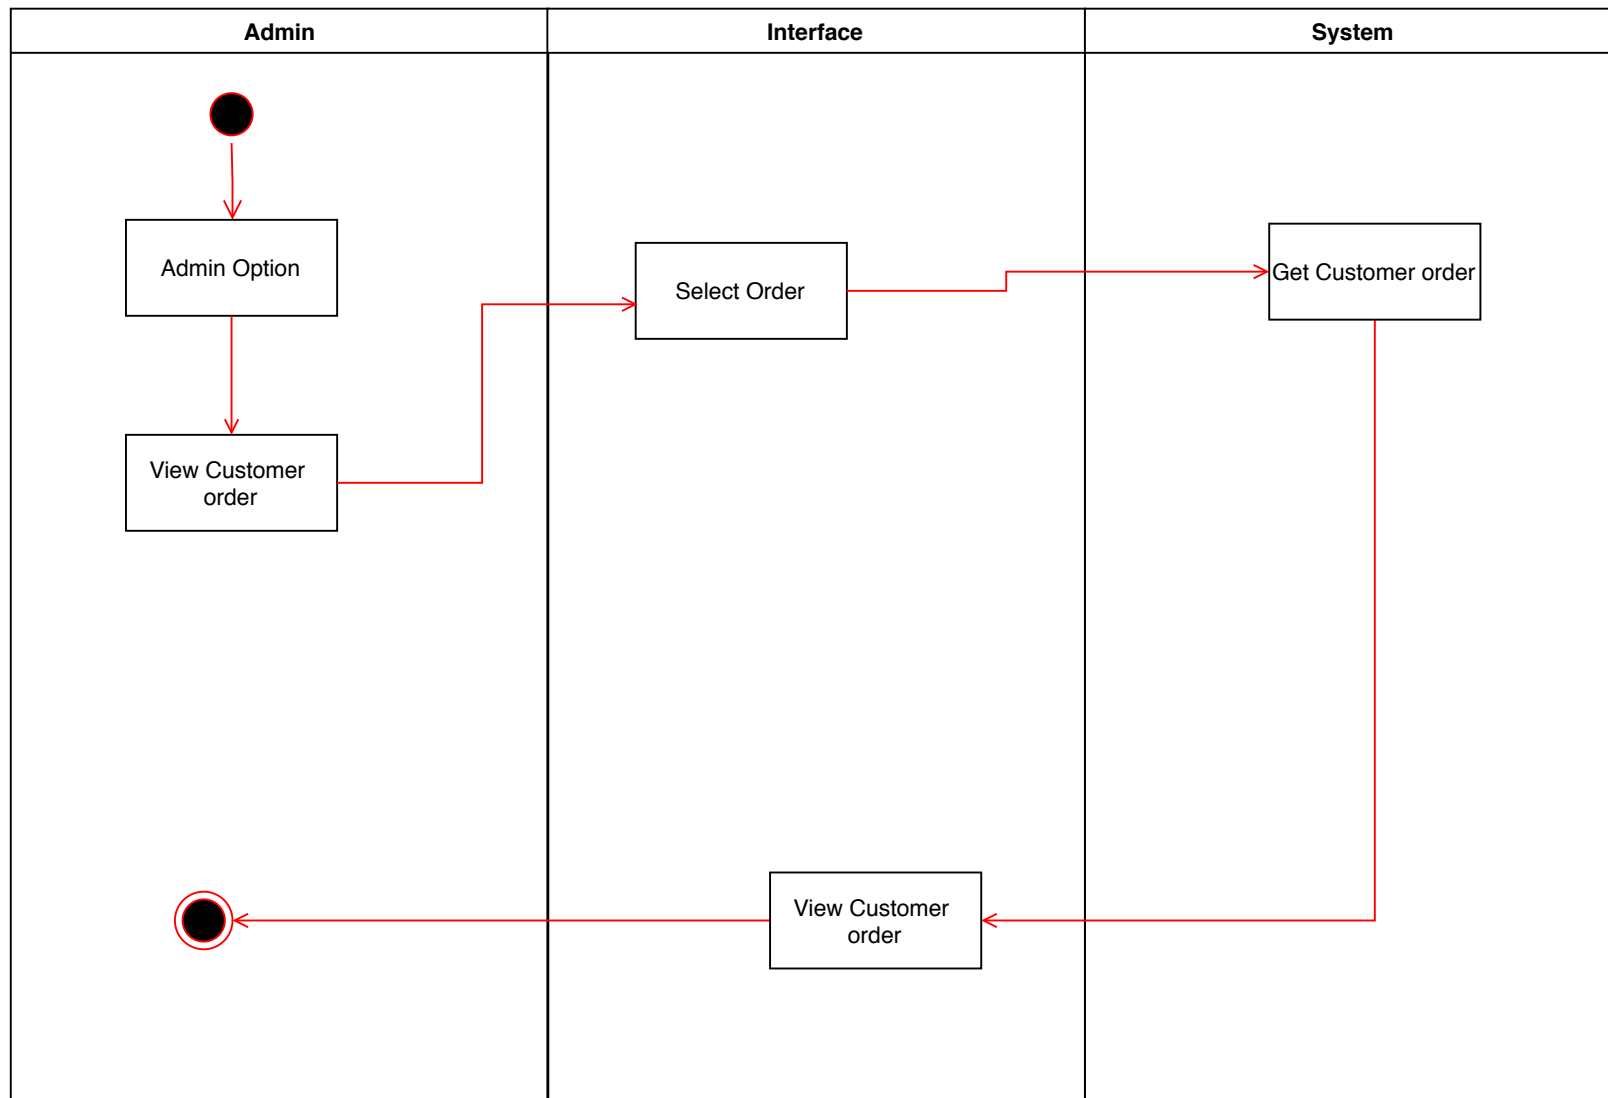 Admin
Interface
System
Admin Option
Select Order
Get Customer order
View Customer
order
View Customer
order